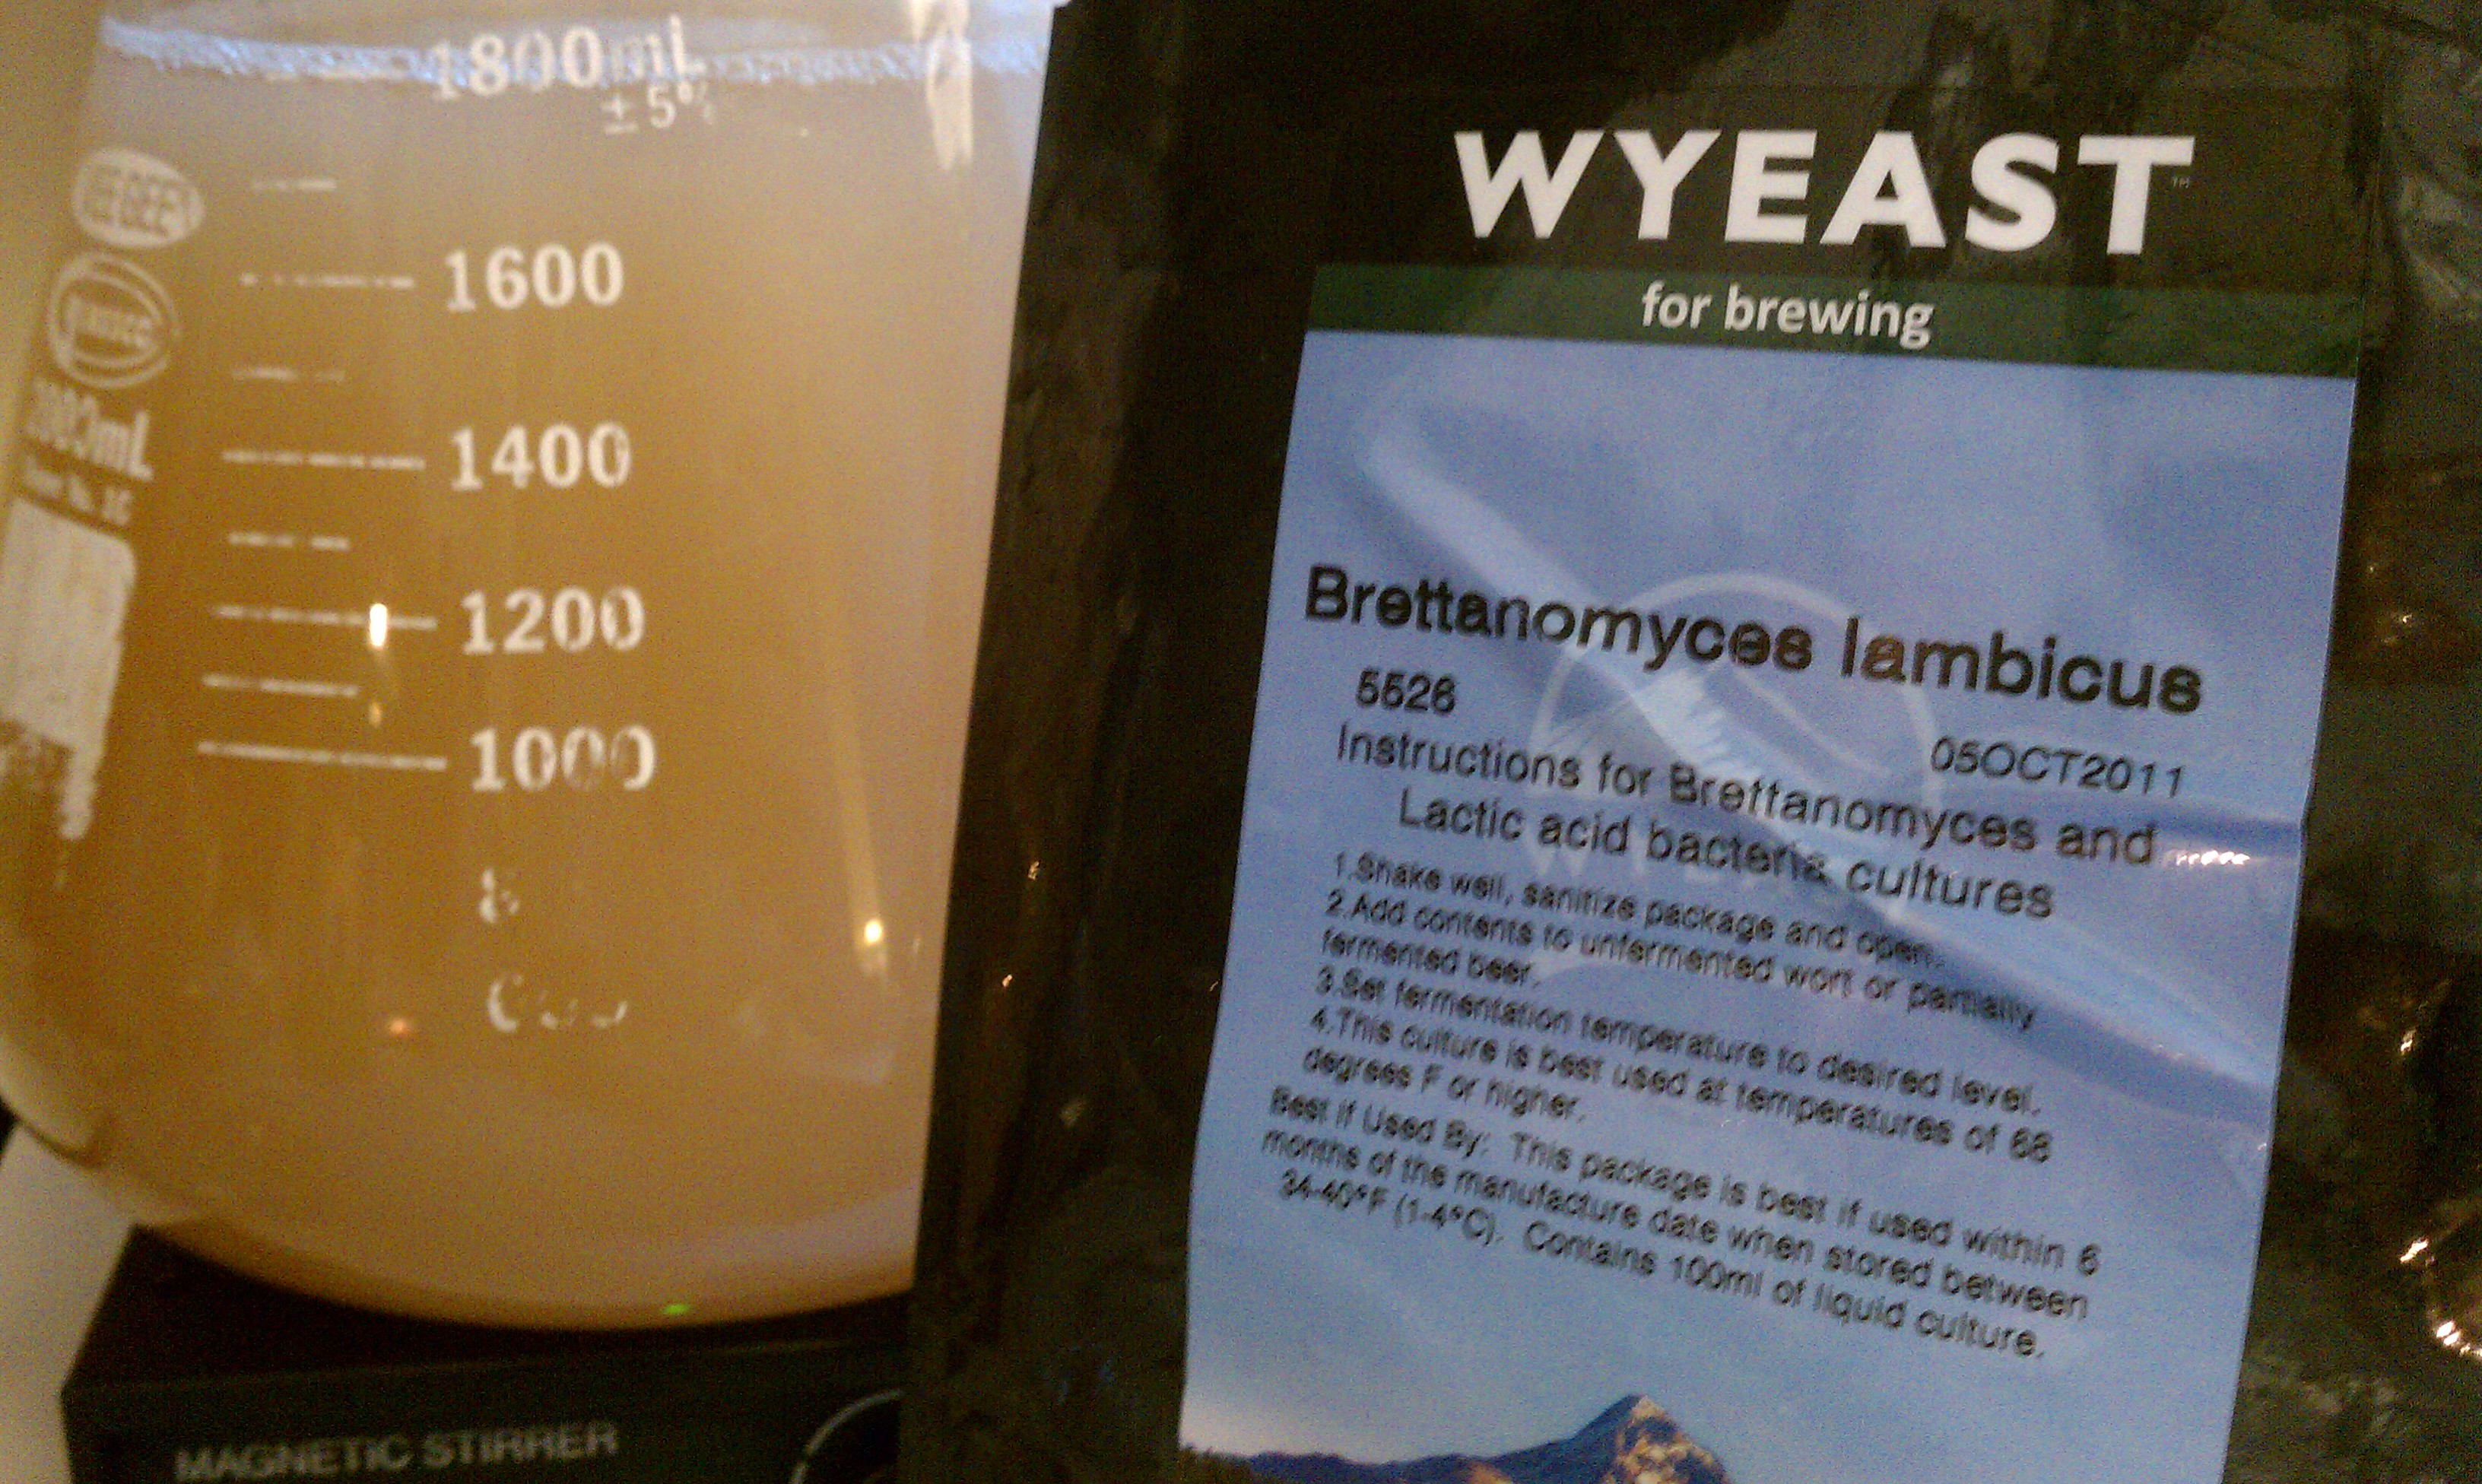 1800mL
±5%
1600
1400
2000mL
1200
1000
MAGNETIC STIRRER
WYEAST™
for brewing
Brettanomyces lambicus
5526
05OCT2011
Instructions for Brettanomyces and
Lactic acid bacteria cultures
1.Shake well, sanitize package and open.
2.Add contents to unfermented wort or partially
fermented beer.
3.Set fermentation temperature to desired level.
4.This culture is best used at temperatures of 68
degrees F or higher.
Best If Used By: This package is best if used within 6
months of the manufacture date when stored between
34-40°F (1-4°C). Contains 100ml of liquid culture.